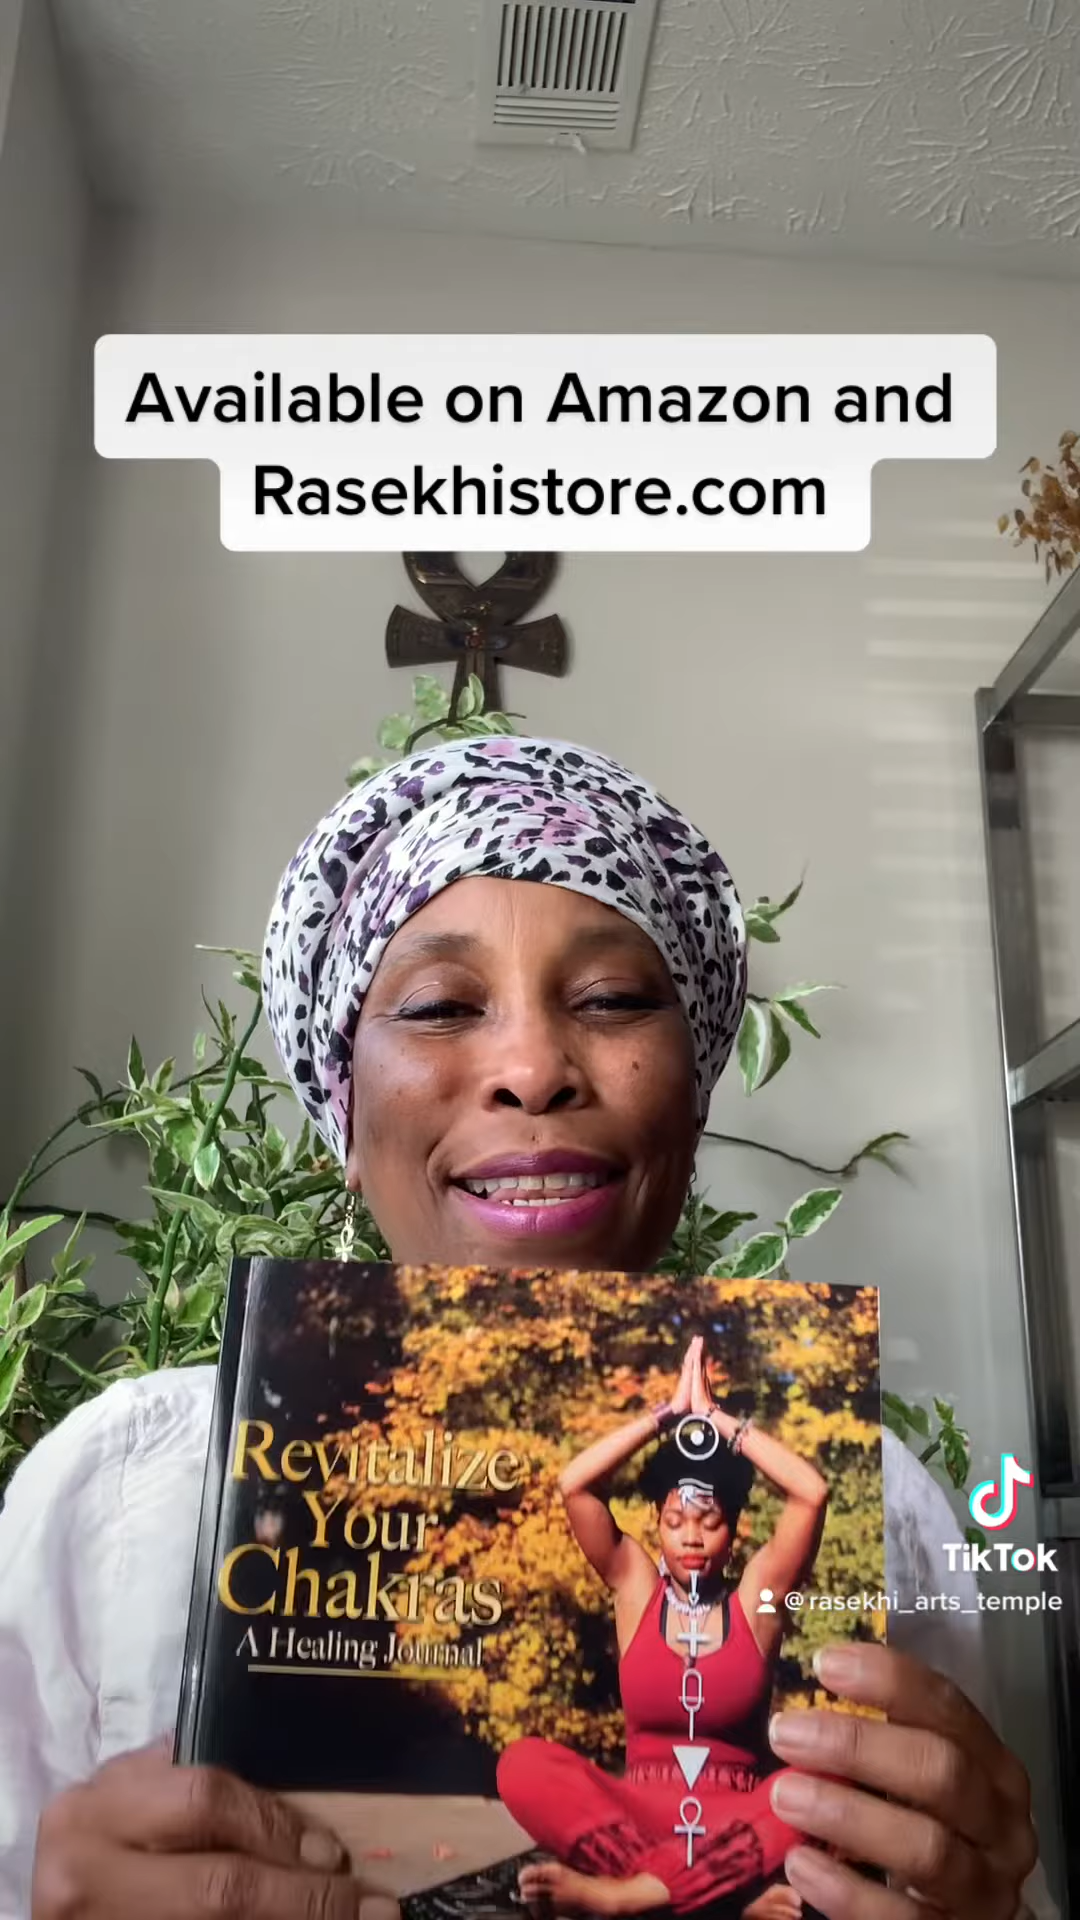 Available on Amazon and
Rasekhistore.com
Revitalize
Your
Chakras
A Healing Journal
TikTok
@rasekhi_arts_temple